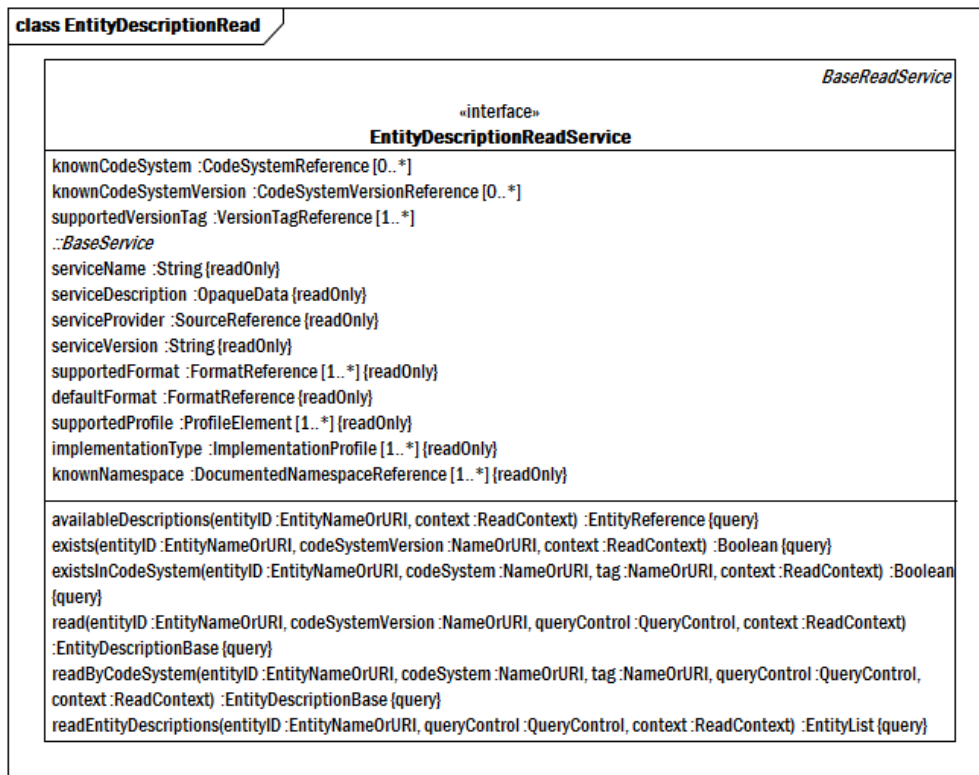 class EntityDescriptionRead
BaseReadService
«interface»
EntityDescriptionReadService
knownCodeSystem :CodeSystemReference [0..*]
knownCodeSystemVersion :CodeSystemVersionReference [0..*]
supportedVersionTag :VersionTagReference [1..*]
::BaseService
serviceName :String {readOnly}
serviceDescription :OpaqueData {readOnly}
serviceProvider :SourceReference {readOnly}
serviceVersion :String {readOnly}
supportedFormat :FormatReference [1..*] {readOnly}
defaultFormat :FormatReference {readOnly}
supportedProfile :ProfileElement [1..*] {readOnly}
implementationType :ImplementationProfile [1..*] {readOnly}
knownNamespace :DocumentedNamespaceReference [1..*] {readOnly}
availableDescriptions(entityID :EntityNameOrURI, context :ReadContext) :EntityReference {query}
exists(entityID :EntityNameOrURI, codeSystemVersion :NameOrURI, context :ReadContext) :Boolean {query}
existsInCodeSystem(entityID :EntityNameOrURI, codeSystem :NameOrURI, tag :NameOrURI, context :ReadContext) :Boolean
{query}
read(entityID :EntityNameOrURI, codeSystemVersion :NameOrURI, queryControl :QueryControl, context :ReadContext)
:EntityDescriptionBase {query}
readByCodeSystem(entityID :EntityNameOrURI, codeSystem :NameOrURI, tag :NameOrURI, queryControl :QueryControl,
context :ReadContext) :EntityDescriptionBase {query}
readEntityDescriptions(entityID :EntityNameOrURI, queryControl :QueryControl, context :ReadContext) :EntityList {query}